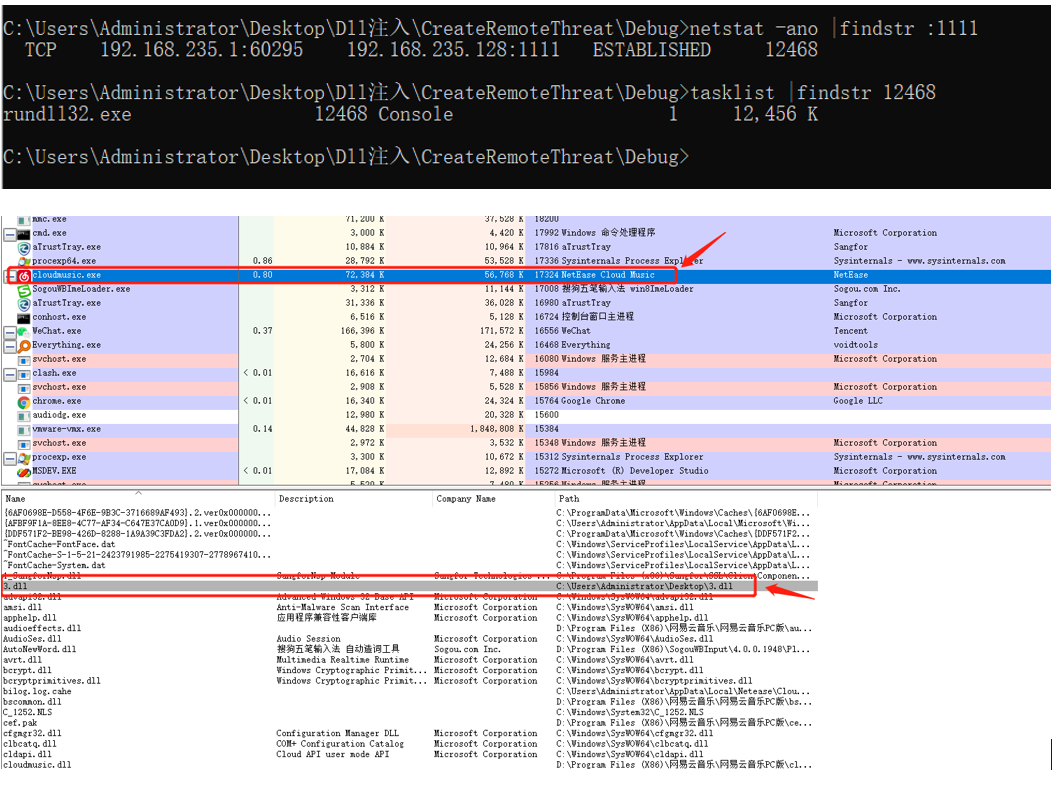 C:\Users\Administrator\Desktop\Dll注入\CreateRemoteThreat\Debug>netstat -ano |findstr :1111
TCP 192.168.235.1:60295 192.168.235.128:1111 ESTABLISHED 12468
C:\Users\Administrator\Desktop\Dll注入\CreateRemoteThreat\Debug>tasklist |findstr 12468
rundll32.exe 12468 Console 1 12,456 K
C:\Users\Administrator\Desktop\Dll注入\CreateRemoteThreat\Debug>
mmc.exe 71,200 K 37,528 K 18200
cmd.exe 3,000 K 4,420 K 17992 Windows 命令处理程序 Microsoft Corporation
aTrustTray.exe 10,884 K 10,964 K 17816 aTrustTray Sangfor
procexp64.exe 0.86 28,792 K 53,528 K 17336 Sysinternals Process Explorer Sysinternals - www.sysinternals.com
cloudmusic.exe 0.80 72,384 K 56,768 K 17324 NetEase Cloud Music NetEase
SogouWBImeLoader.exe 3,312 K 11,144 K 17008 搜狗五笔输入法 win8ImeLoader Sogou.com Inc.
aTrustTray.exe 31,336 K 36,028 K 16980 aTrustTray Sangfor
conhost.exe 6,516 K 5,128 K 16724 控制台窗口主进程 Microsoft Corporation
WeChat.exe 0.37 166,396 K 171,572 K 16556 WeChat Tencent
Everything.exe 5,800 K 24,256 K 16468 Everything voidtools
svchost.exe 2,704 K 12,684 K 16080 Windows 服务主进程 Microsoft Corporation
clash.exe < 0.01 16,616 K 7,488 K 15984
svchost.exe 2,908 K 5,528 K 15856 Windows 服务主进程 Microsoft Corporation
chrome.exe < 0.01 16,340 K 24,324 K 15764 Google Chrome Google LLC
audiodg.exe 12,980 K 20,328 K 15600
vmware-vmx.exe 0.14 44,828 K 1,848,808 K 15384
svchost.exe 2,972 K 3,532 K 15348 Windows 服务主进程 Microsoft Corporation
procexp.exe 3,300 K 10,672 K 15312 Sysinternals Process Explorer Sysinternals - www.sysinternals.com
MSDEV.EXE < 0.01 17,084 K 12,892 K 15272 Microsoft (R) Developer Studio Microsoft Corporation
svchost.exe 5,520 K 7,480 K 15256 Windows 服务主进程 Microsoft Corporation
Name Description Company Name Path
{6AF0698E-D558-4F6E-9B3C-3716689AF493}.2.ver0x000000... C:\ProgramData\Microsoft\Windows\Caches\{6AF0698E...
{AFBF9F1A-8EE8-4C77-AF34-C647E37CA0D9}.1.ver0x000000... C:\Users\Administrator\AppData\Local\Microsoft\Wi...
{DDF571F2-BE98-426D-8288-1A9A39C3FDA2}.2.ver0x000000... C:\ProgramData\Microsoft\Windows\Caches\{DDF571F2...
~FontCache-FontFace.dat C:\Windows\ServiceProfiles\LocalService\AppData\L...
~FontCache-S-1-5-21-2423791985-2275419307-2778967410... C:\Windows\ServiceProfiles\LocalService\AppData\L...
~FontCache-System.dat C:\Windows\ServiceProfiles\LocalService\AppData\L...
1_SangforNsp.dll SangforNsp Module Sangfor Technologies ... C:\Program Files (x86)\Sangfor\SSL\ClientComponen...
3.dll C:\Users\Administrator\Desktop\3.dll
advapi32.dll Advanced Windows 32 Base API Microsoft Corporation C:\Windows\SysWOW64\advapi32.dll
amsi.dll Anti-Malware Scan Interface Microsoft Corporation C:\Windows\SysWOW64\amsi.dll
apphelp.dll 应用程序兼容性客户端库 Microsoft Corporation C:\Windows\SysWOW64\apphelp.dll
audioeffects.dll D:\Program Files (X86)\网易云音乐\网易云音乐PC版\au...
AudioSes.dll Audio Session Microsoft Corporation C:\Windows\SysWOW64\AudioSes.dll
AutoNewWord.dll 搜狗五笔输入法 自动造词工具 Sogou.com Inc. D:\Program Files (X86)\SogouWBInput\4.0.0.1948\Pl...
avrt.dll Multimedia Realtime Runtime Microsoft Corporation C:\Windows\SysWOW64\avrt.dll
bcrypt.dll Windows Cryptographic Primit... Microsoft Corporation C:\Windows\SysWOW64\bcrypt.dll
bcryptprimitives.dll Windows Cryptographic Primit... Microsoft Corporation C:\Windows\SysWOW64\bcryptprimitives.dll
bilog.log.cahe C:\Users\Administrator\AppData\Local\Netease\Clou...
bscommon.dll D:\Program Files (X86)\网易云音乐\网易云音乐PC版\bs...
C_1252.NLS C:\Windows\System32\C_1252.NLS
cef.pak D:\Program Files (X86)\网易云音乐\网易云音乐PC版\ce...
cfgmgr32.dll Configuration Manager DLL Microsoft Corporation C:\Windows\SysWOW64\cfgmgr32.dll
clbcatq.dll COM+ Configuration Catalog Microsoft Corporation C:\Windows\SysWOW64\clbcatq.dll
cldapi.dll Cloud API user mode API Microsoft Corporation C:\Windows\SysWOW64\cldapi.dll
cloudmusic.dll D:\Program Files (X86)\网易云音乐\网易云音乐PC版\cl...